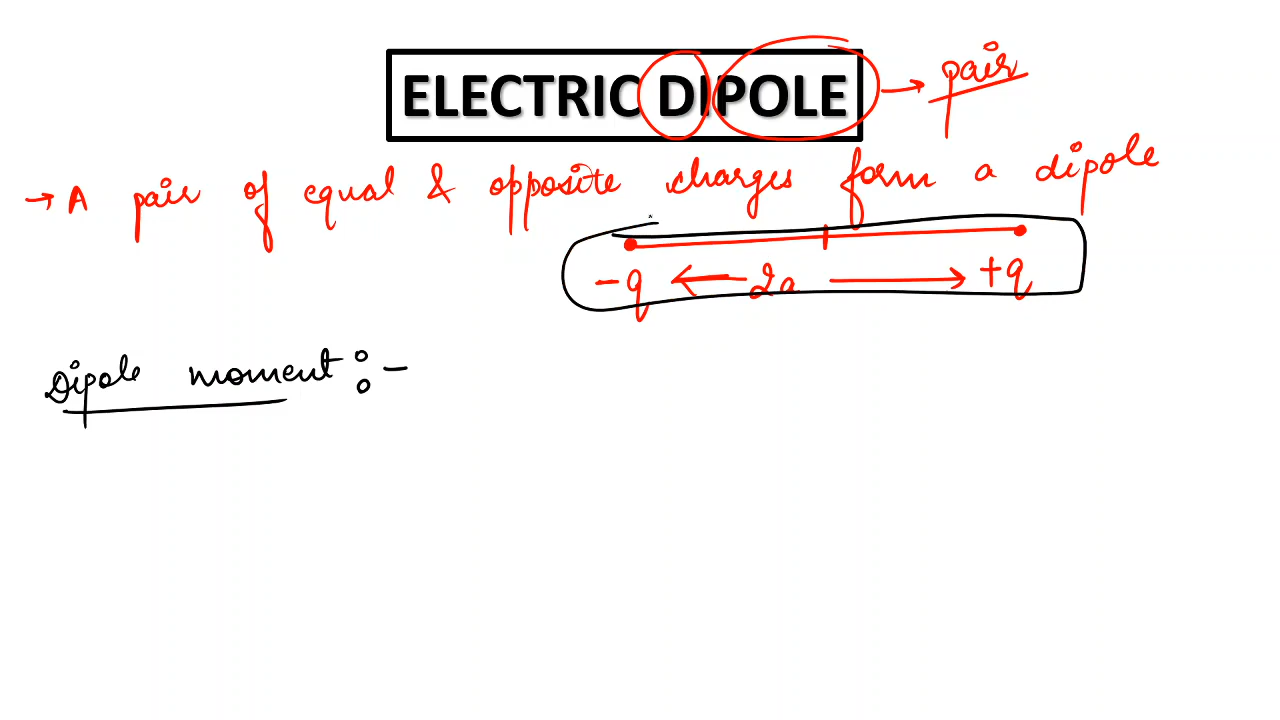 ELECTRIC DIPOLE → pair
→ A pair of equal & opposite charges form a dipole
-q ← 2a → +q
Dipole moment :-